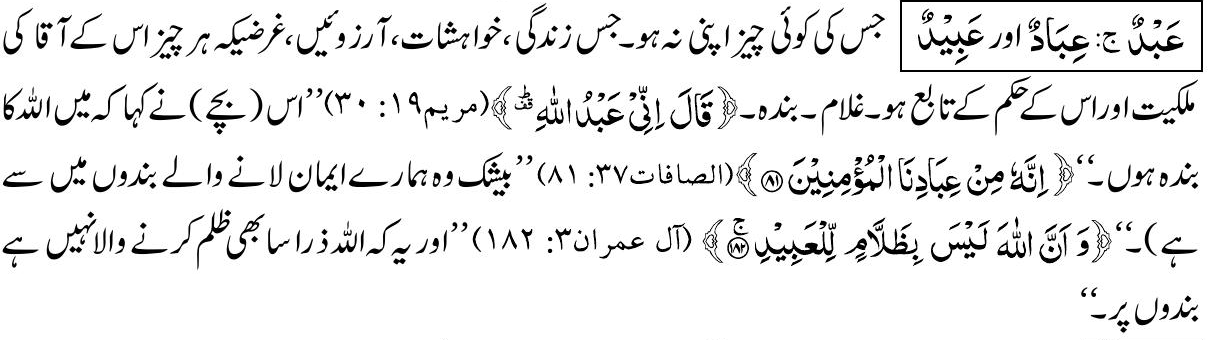 عَبْدٌ ج: عِبَادٌ اور عَبِيْدٌ جس کی کوئی چیز اپنی نہ ہو۔ جس زندگی، خواہشات، آرزوئیں، غرضیکہ ہر چیز اس کے آقا کی
ملکیت اور اس کے حکم کے تابع ہو۔ غلام۔ بندہ۔ ﴿قَالَ اِنِّیْ عَبْدُ اللّٰهِ ۣؕ﴾ (مریم۱۹: ۳۰) ’’اس (بچے) نے کہا کہ میں اللہ کا
بندہ ہوں۔‘‘ ﴿اِنَّهٗ مِنْ عِبَادِنَا الْمُؤْمِنِیْنَ ﴿۸۱﴾﴾ (الصافات۳۷: ۸۱) ’’بیشک وہ ہمارے ایمان لانے والے بندوں میں سے
ہے)۔‘‘ ﴿وَ اَنَّ اللّٰهَ لَیْسَ بِظَلَّامٍ لِّلْعَبِیْدِ ﴿۱۸۲﴾ۚ﴾ (آل عمران۳: ۱۸۲) ’’اور یہ کہ اللہ ذرا سا بھی ظلم کرنے والا نہیں ہے
بندوں پر۔‘‘